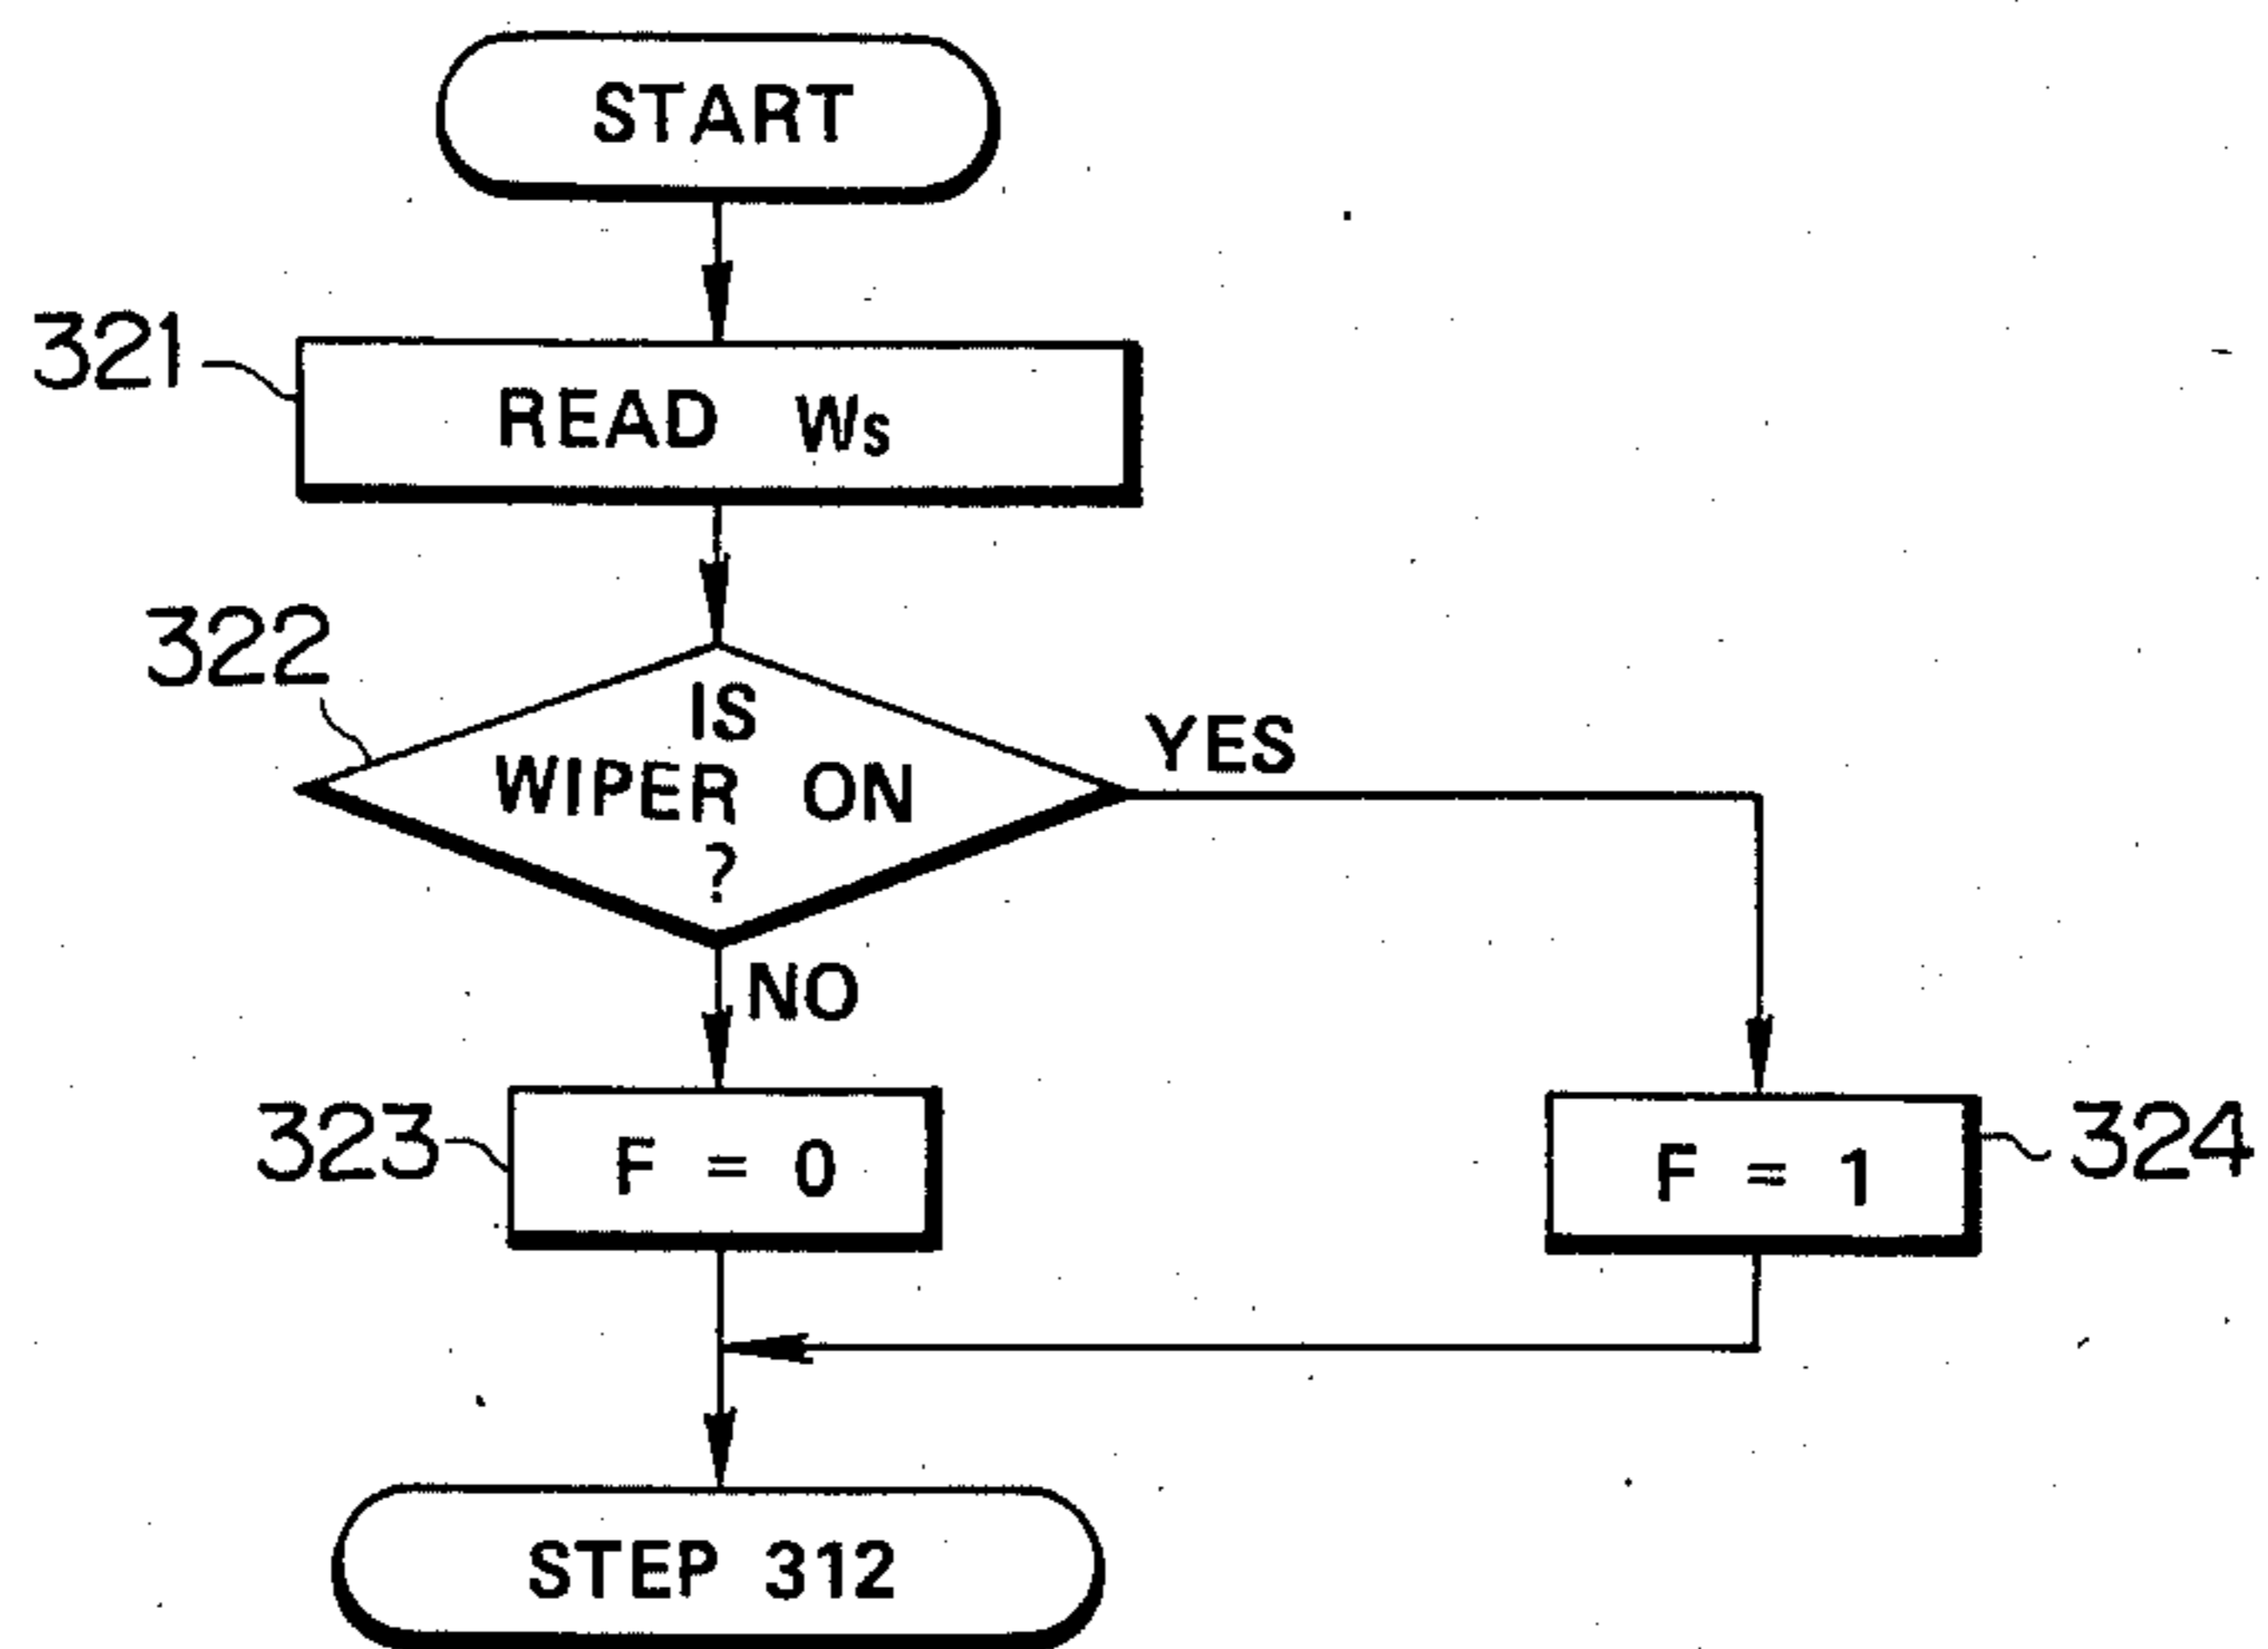 START
321
READ Ws
322
IS
WIPER ON
?
YES
NO
323
F = 0
F = 1
324
STEP 312